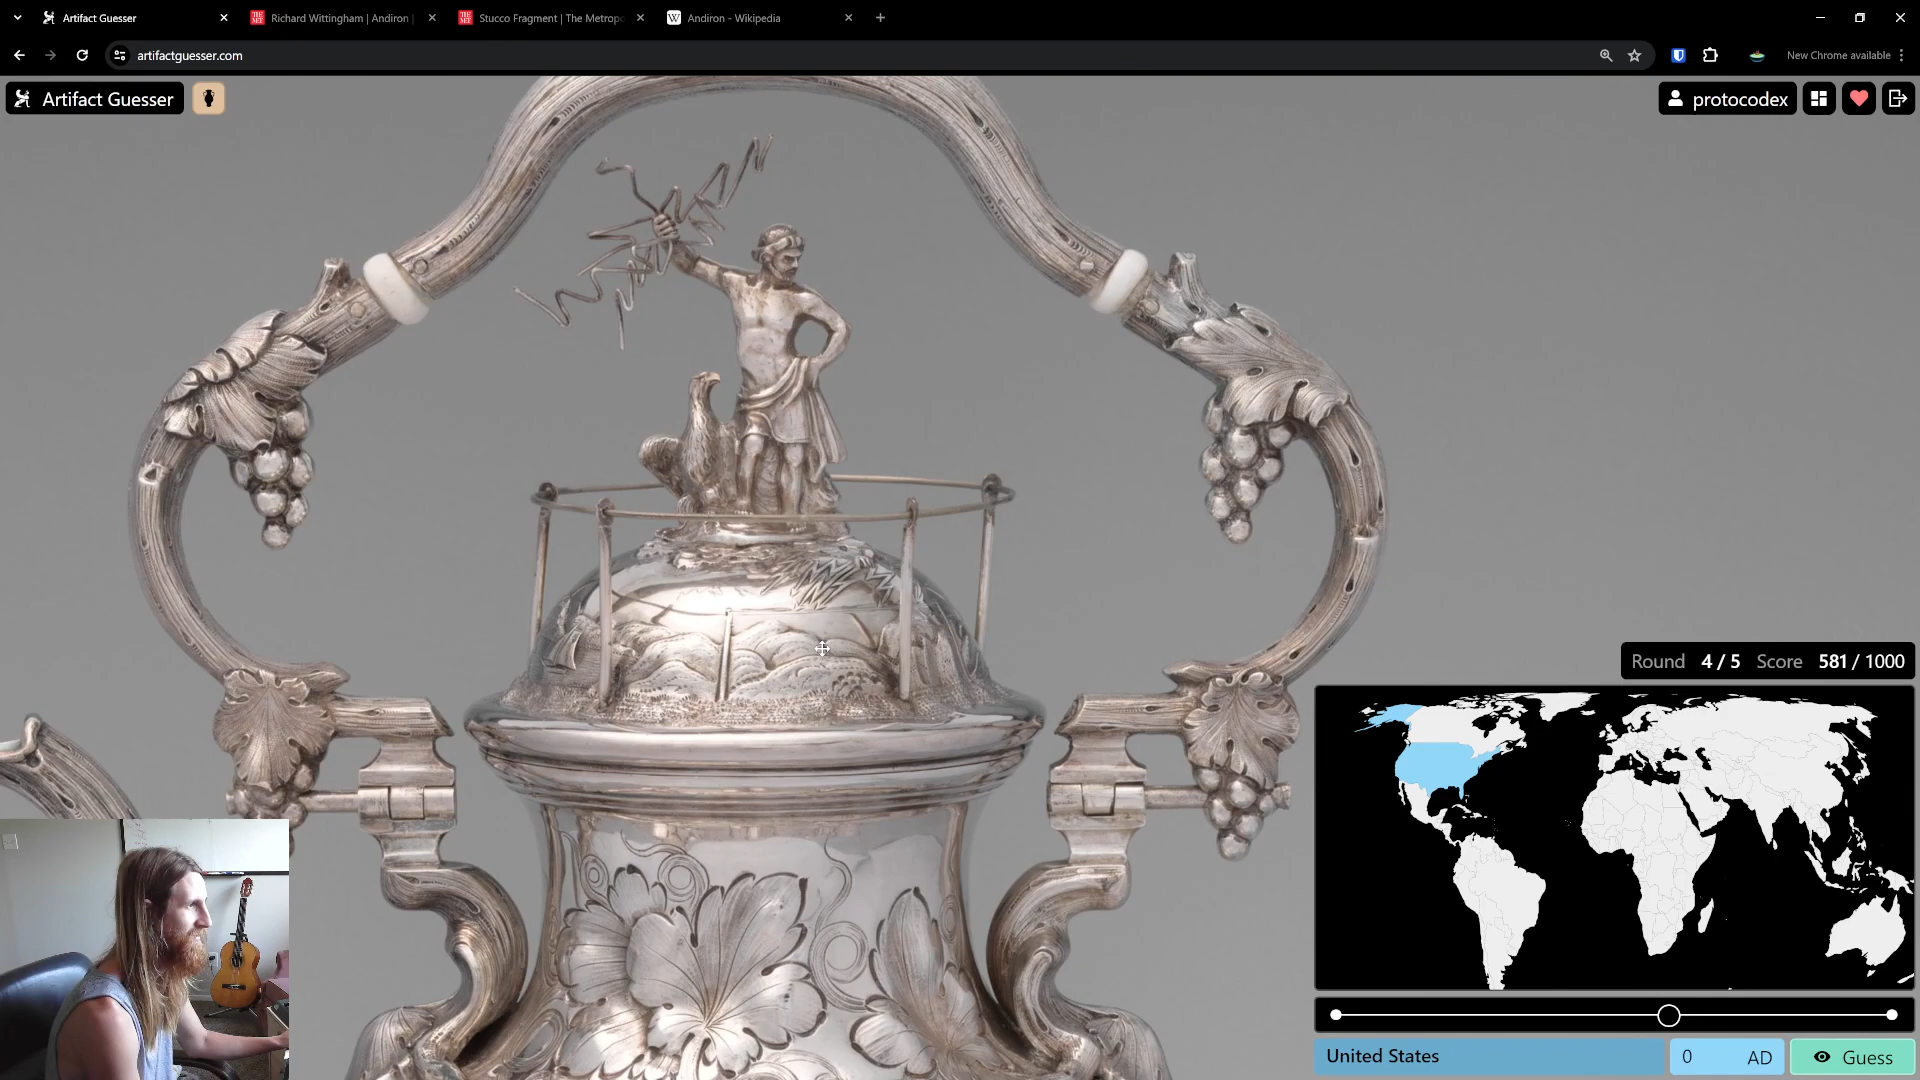 Artifact Guesser
Richard Wittingham | Andiron |
Stucco Fragment | The Metropo
Andiron - Wikipedia
artifactguesser.com
New Chrome available
Artifact Guesser
protocodex
Round 4 / 5 Score 581 / 1000
United States
0 AD
Guess